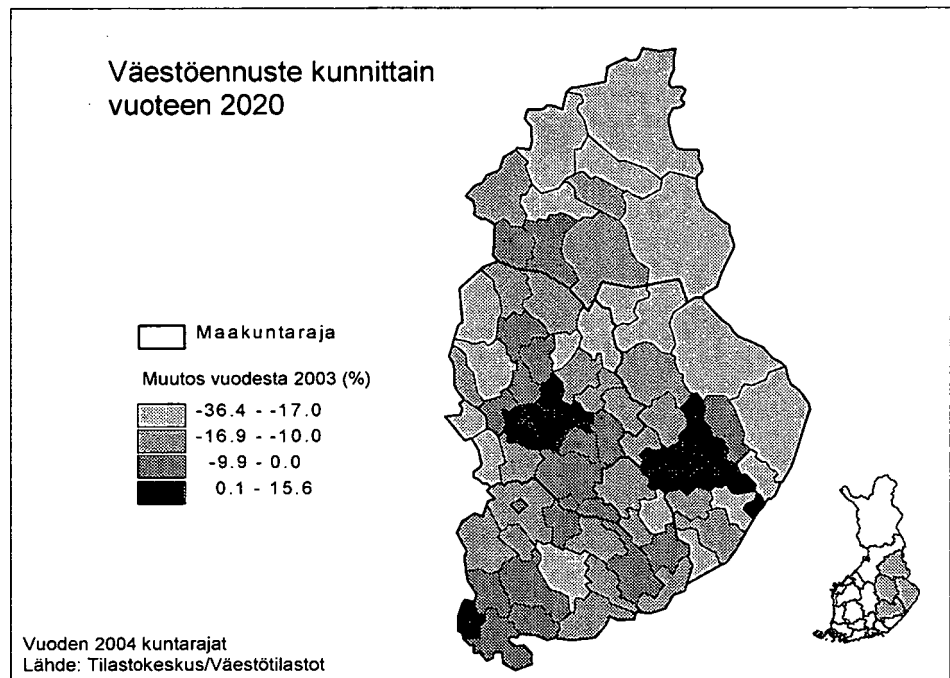 Väestöennuste kunnittain
vuoteen 2020
Maakuntaraja
Muutos vuodesta 2003 (%)
-36.4 - -17.0
-16.9 - -10.0
-9.9 - 0.0
0.1 - 15.6
Vuoden 2004 kuntarajat
Lähde: Tilastokeskus/Väestötilastot